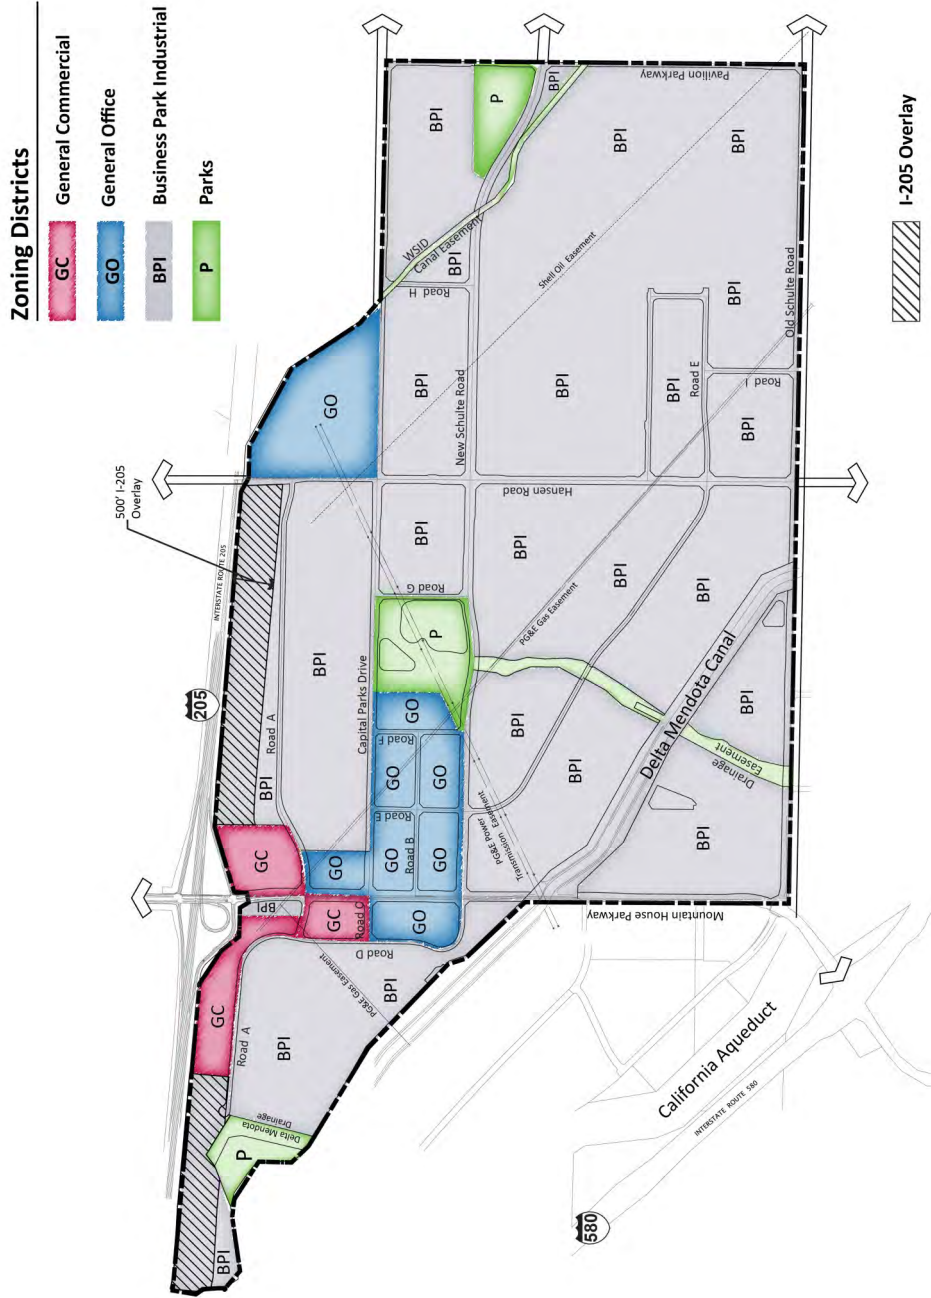 Zoning Districts
GC General Commercial
GO General Office
BPI Business Park Industrial
P Parks
I-205 Overlay
500' I-205
Overlay
INTERSTATE ROUTE 205
205
BPI
P
BPI
Pavilion Parkway
WSID
Canal Easement
BPI
Road H
BPI
BPI
Shell Oil Easement
GO
BPI
New Schulte Road
BPI
BPI
Road E
BPI
Old Schulte Road
Road I
BPI
Hansen Road
BPI
BPI
Road G
BPI
PG&E Gas Easement
BPI
BPI
Road A
BPI
Capital Parks Drive
P
GO
Road F
GO
GO
Road E
GO
Road B
GO
GO
GO
BPI
BPI
Delta Mendota Canal
BPI
Drainage
Easement
BPI
PG&E Power
Transmission Easement
Mountain House Parkway
GC
BPI
GC
Road C
Road D
PG&E Gas Easement
BPI
GC
Road A
BPI
Delta Mendota
Drainage
P
BPI
California Aqueduct
INTERSTATE ROUTE 580
580